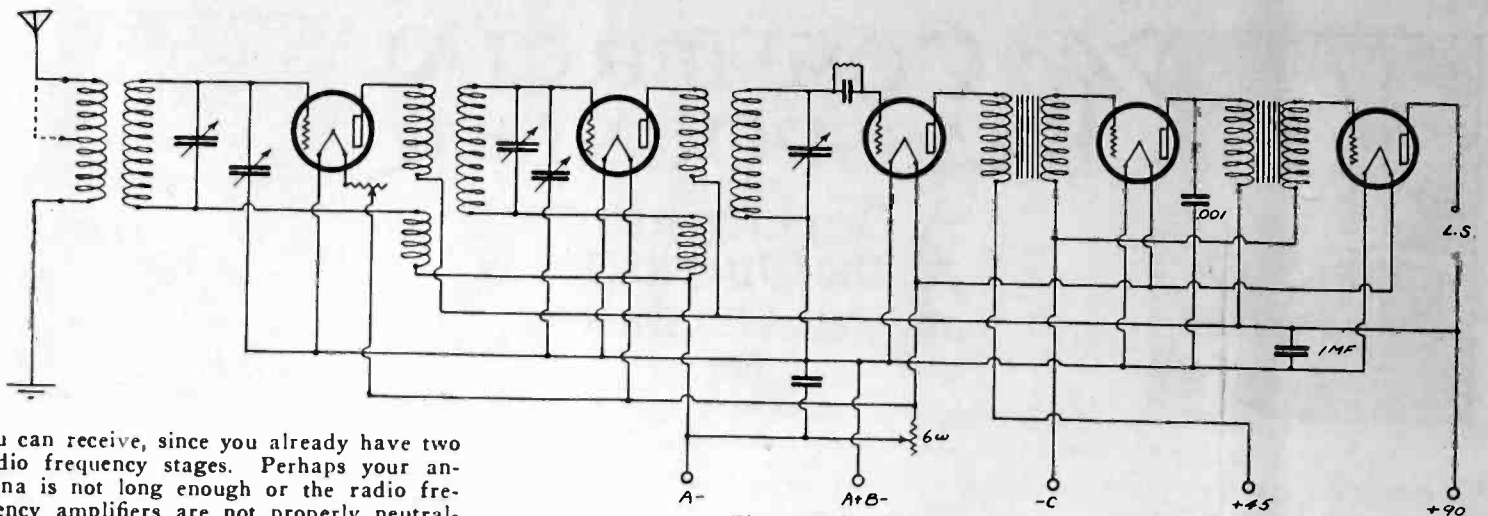 .001
L.S.
1MF
6ω
A-
A+B-
-C
+45
+90
u can receive, since you already have two
dio frequency stages. Perhaps your an-
na is not long enough or the radio fre-
ency amplifiers are not properly neutral-